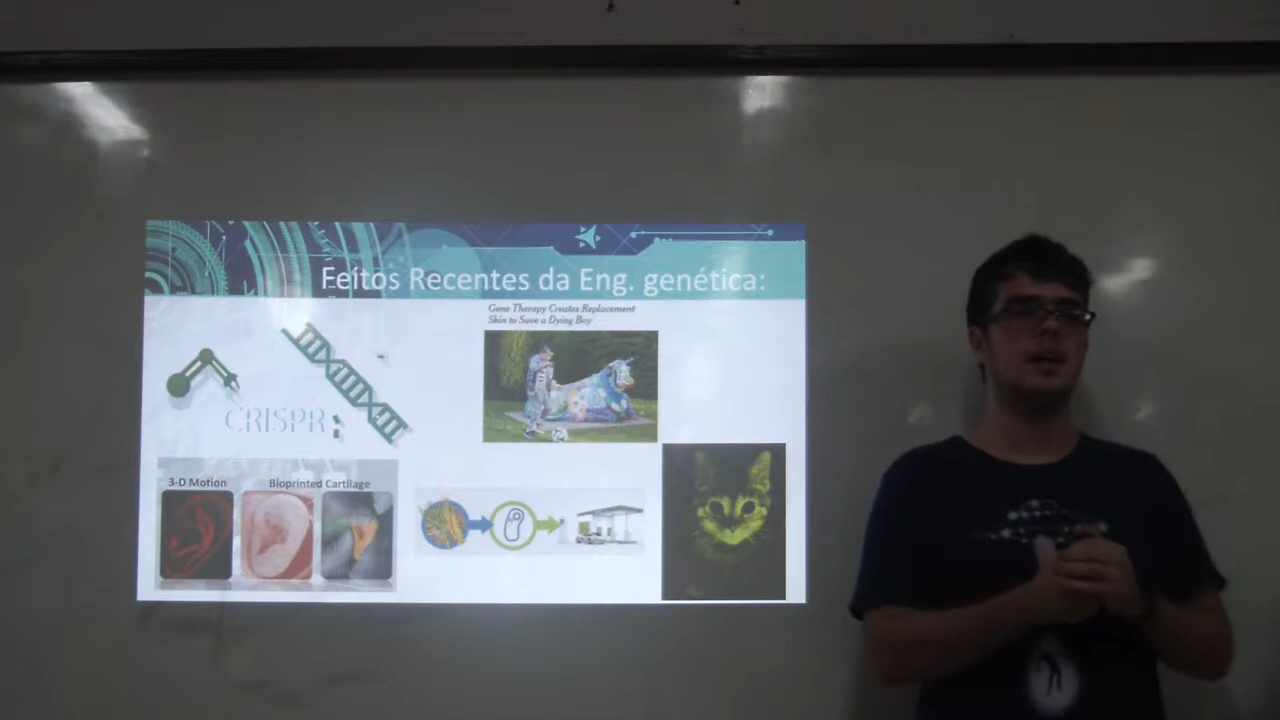 Feitos Recentes da Eng. genética:
Gene Therapy Creates Replacement
Skin to Save a Dying Boy
CRISPR
3-D Motion
Bioprinted Cartilage